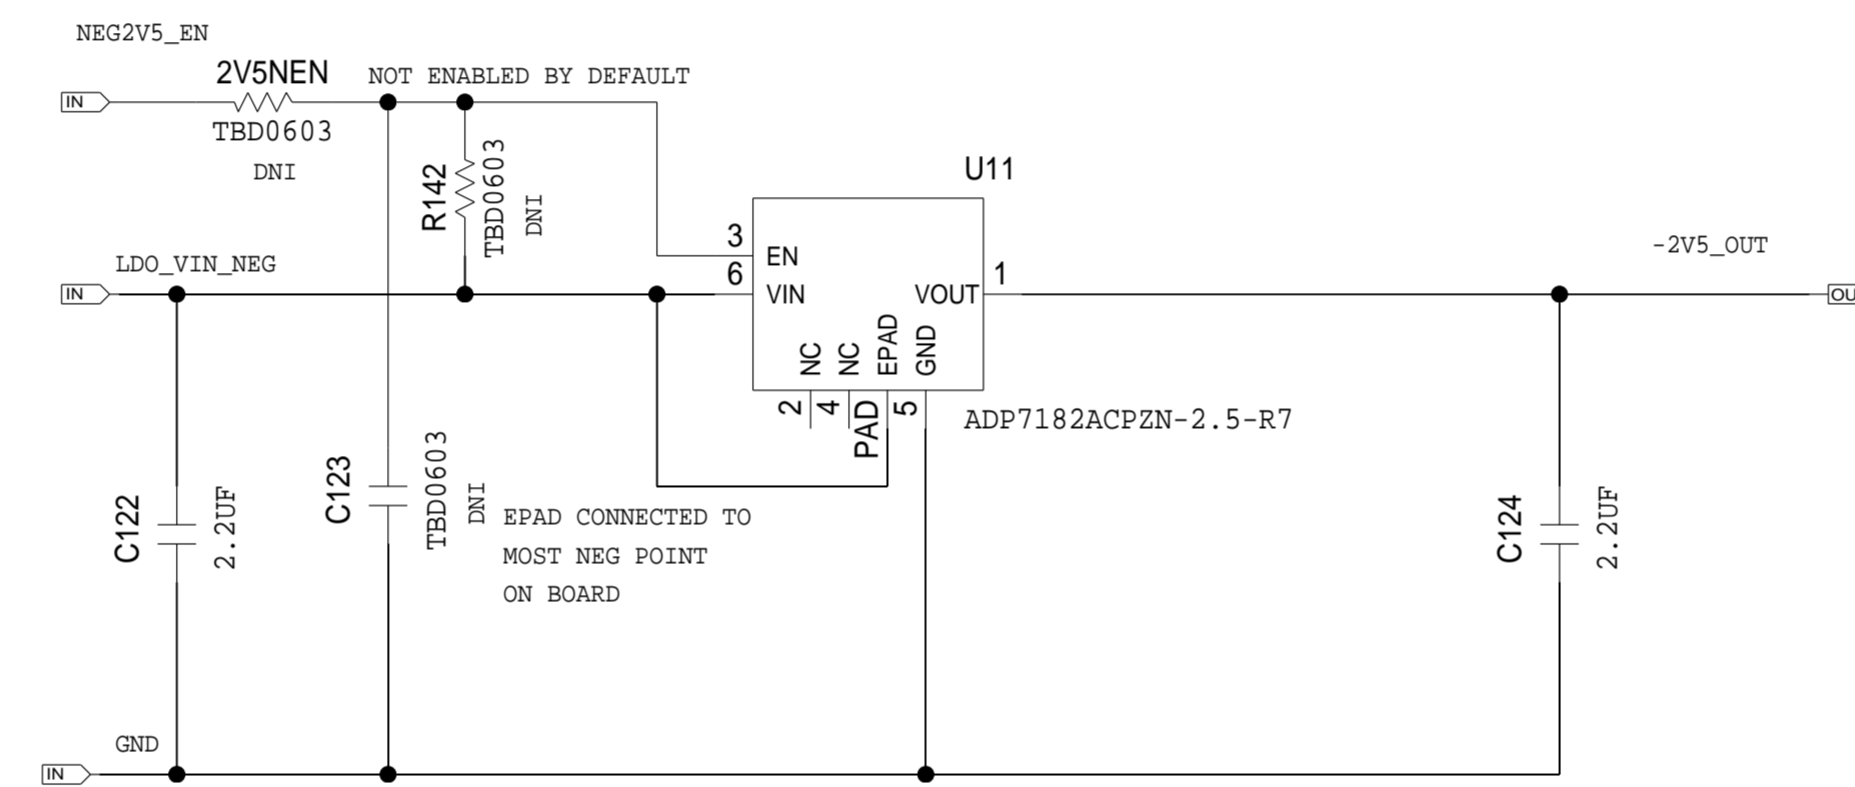 NEG2V5_EN
2V5NEN
NOT ENABLED BY DEFAULT
IN
TBD0603
DNI
R142
TBD0603
DNI
U11
3
EN
6
VIN
VOUT
1
LDO_VIN_NEG
IN
-2V5_OUT
OU
NC
NC
EPAD
GND
2
4
PAD
5
ADP7182ACPZN-2.5-R7
C122
2.2UF
C123
TBD0603
DNI
EPAD CONNECTED TO
MOST NEG POINT
ON BOARD
C124
2.2UF
GND
IN